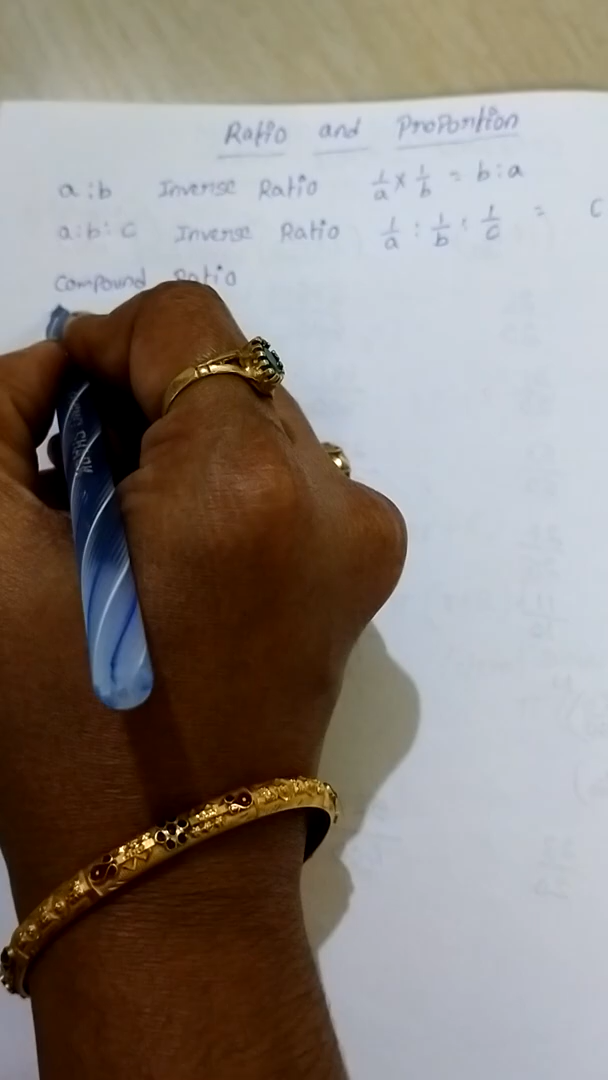 Ratio and Proportion
a:b Inverse Ratio 1/a × 1/b = b:a
a:b:c Inverse Ratio 1/a : 1/b : 1/c = c
Compound Ratio